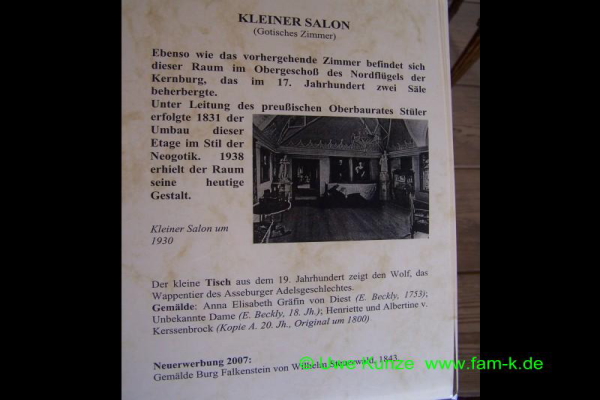 KLEINER SALON
(Gotisches Zimmer)
Ebenso wie das vorhergehende Zimmer befindet sich
dieser Raum im Obergeschoß des Nordflügels der
Kernburg, das im 17. Jahrhundert zwei Säle
beherbergte.
Unter Leitung des preußischen Oberbaurates Stüler
erfolgte 1831 der
Umbau dieser
Etage im Stil der
Neogotik. 1938
erhielt der Raum
seine heutige
Gestalt.
Kleiner Salon um
1930
Der kleine Tisch aus dem 19. Jahrhundert zeigt den Wolf, das
Wappentier des Asseburger Adelsgeschlechtes.
Gemälde: Anna Elisabeth Gräfin von Diest (E. Beckly, 1753);
Unbekannte Dame (E. Beckly, 18. Jh.); Henriette und Albertine v.
Kerssenbrock (Kopie A. 20. Jh., Original um 1800)
Neuerwerbung 2007:
Gemälde Burg Falkenstein von Wilhelm Steuerwald, 1843
© Uwe Kunze www.fam-k.de